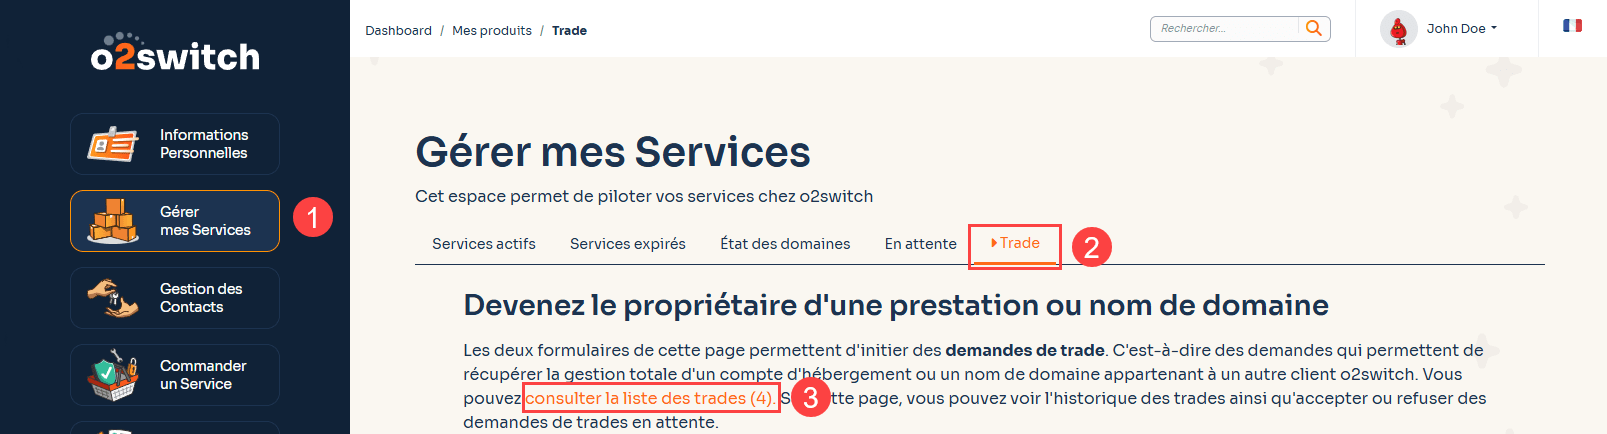 o2switch
Dashboard / Mes produits / Trade
Rechercher...
John Doe
Informations
Personnelles
Gérer
mes Services
1
Gestion des
Contacts
Commander
un Service
Gérer mes Services
Cet espace permet de piloter vos services chez o2switch
Services actifs Services expirés État des domaines En attente Trade 2
Devenez le propriétaire d'une prestation ou nom de domaine
Les deux formulaires de cette page permettent d'initier des demandes de trade. C'est-à-dire des demandes qui permettent de
récupérer la gestion totale d'un compte d'hébergement ou un nom de domaine appartenant à un autre client o2switch. Vous
pouvez consulter la liste des trades (4). 3 page, vous pouvez voir l'historique des trades ainsi qu'accepter ou refuser des
demandes de trades en attente.